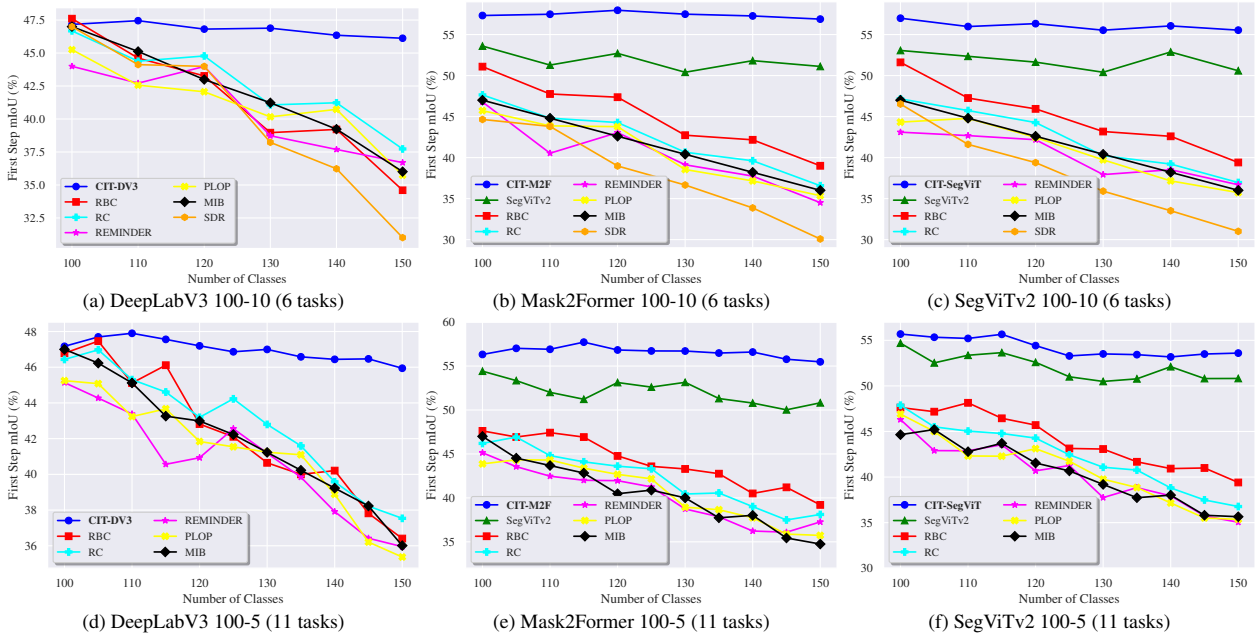 First Step mIoU (%)
47.5
45.0
42.5
40.0
37.5
35.0
32.5
CIT-DV3
RBC
RC
REMINDER
PLOP
MIB
SDR
100 110 120 130 140 150
Number of Classes
(a) DeepLabV3 100-10 (6 tasks)
First Step mIoU (%)
55
50
45
40
35
30
CIT-M2F
SegViTv2
RBC
RC
REMINDER
PLOP
MIB
SDR
100 110 120 130 140 150
Number of Classes
(b) Mask2Former 100-10 (6 tasks)
First Step mIoU (%)
55
50
45
40
35
30
CIT-SegViT
SegViTv2
RBC
RC
REMINDER
PLOP
MIB
SDR
100 110 120 130 140 150
Number of Classes
(c) SegViTv2 100-10 (6 tasks)
First Step mIoU (%)
48
46
44
42
40
38
36
CIT-DV3
RBC
RC
REMINDER
PLOP
MIB
100 110 120 130 140 150
Number of Classes
(d) DeepLabV3 100-5 (11 tasks)
First Step mIoU (%)
60
55
50
45
40
35
CIT-M2F
SegViTv2
RBC
RC
REMINDER
PLOP
MIB
100 110 120 130 140 150
Number of Classes
(e) Mask2Former 100-5 (11 tasks)
First Step mIoU (%)
55
50
45
40
35
30
CIT-SegViT
SegViTv2
RBC
RC
REMINDER
PLOP
MIB
100 110 120 130 140 150
Number of Classes
(f) SegViTv2 100-5 (11 tasks)